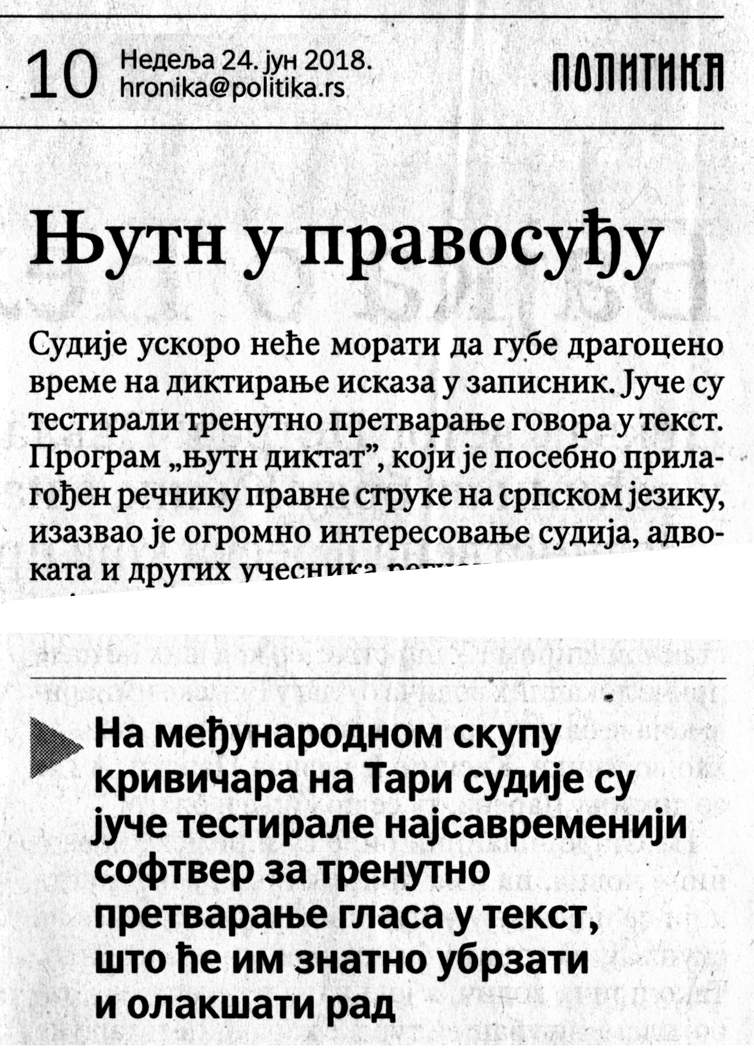 10
Недеља 24. јун 2018.
hronika@politika.rs
ПОЛИТИКА
Њутн у правосуђу
Судије ускоро неће морати да губе драгоцено
време на диктирање исказа у записник. Јуче су
тестирали тренутно претварање говора у текст.
Програм „њутн диктат”, који је посебно прила-
гођен речнику правне струке на српском језику,
изазвао је огромно интересовање судија, адво-
ката и других учесника
На међународном скупу
кривичара на Тари судије су
јуче тестирале најсавременији
софтвер за тренутно
претварање гласа у текст,
што ће им знатно убрзати
и олакшати рад